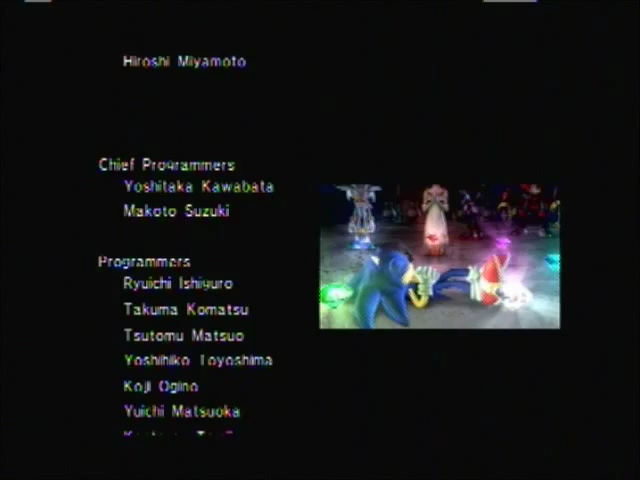 Hiroshi Miyamoto
Chief Programmers
Yoshitaka Kawabata
Makoto Suzuki
Programmers
Ryuichi Ishiguro
Takuma Komatsu
Tsutomu Matsuo
Yoshihiko Toyoshima
Koji Ogino
Yuichi Matsuoka